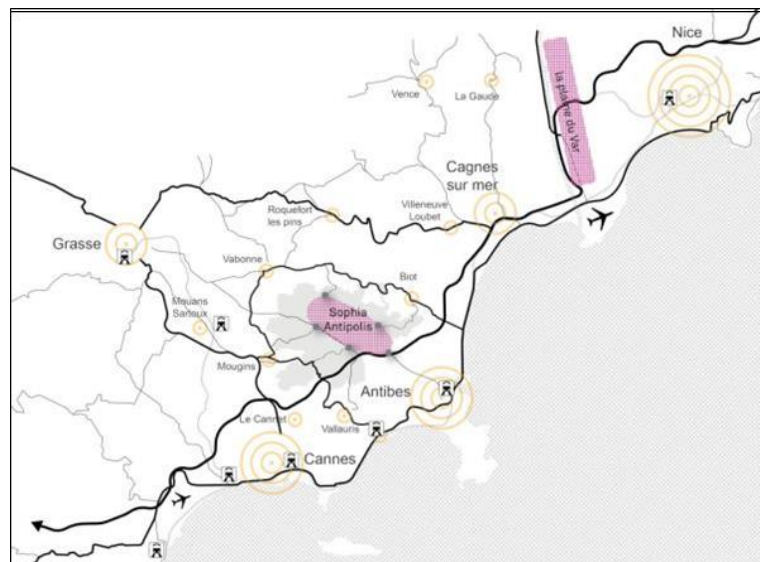 Nice
la plaine du Var
Vence
La Gaude
Cagnes
sur mer
Roquefort
les pins
Villeneuve
Loubet
Grasse
Vabonne
Biot
Mouans
Sartoux
Sophia
Antipolis
Mougins
Antibes
Le Cannet
Vallauris
Cannes